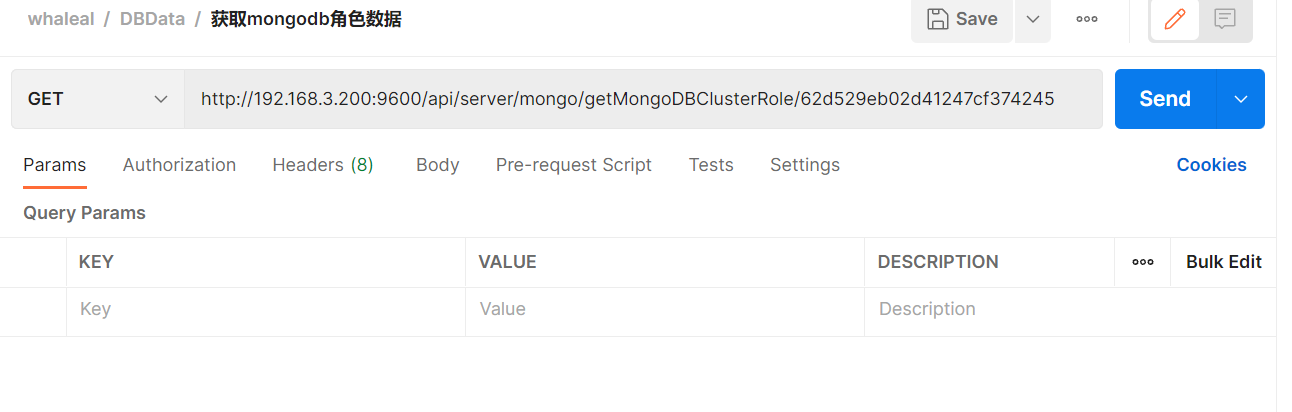 whaleal / DBData / 获取mongodb角色数据
Save
GET
http://192.168.3.200:9600/api/server/mongo/getMongoDBClusterRole/62d529eb02d41247cf374245
Send
Params Authorization Headers (8) Body Pre-request Script Tests Settings Cookies
Query Params
KEY VALUE DESCRIPTION Bulk Edit
Key Value Description